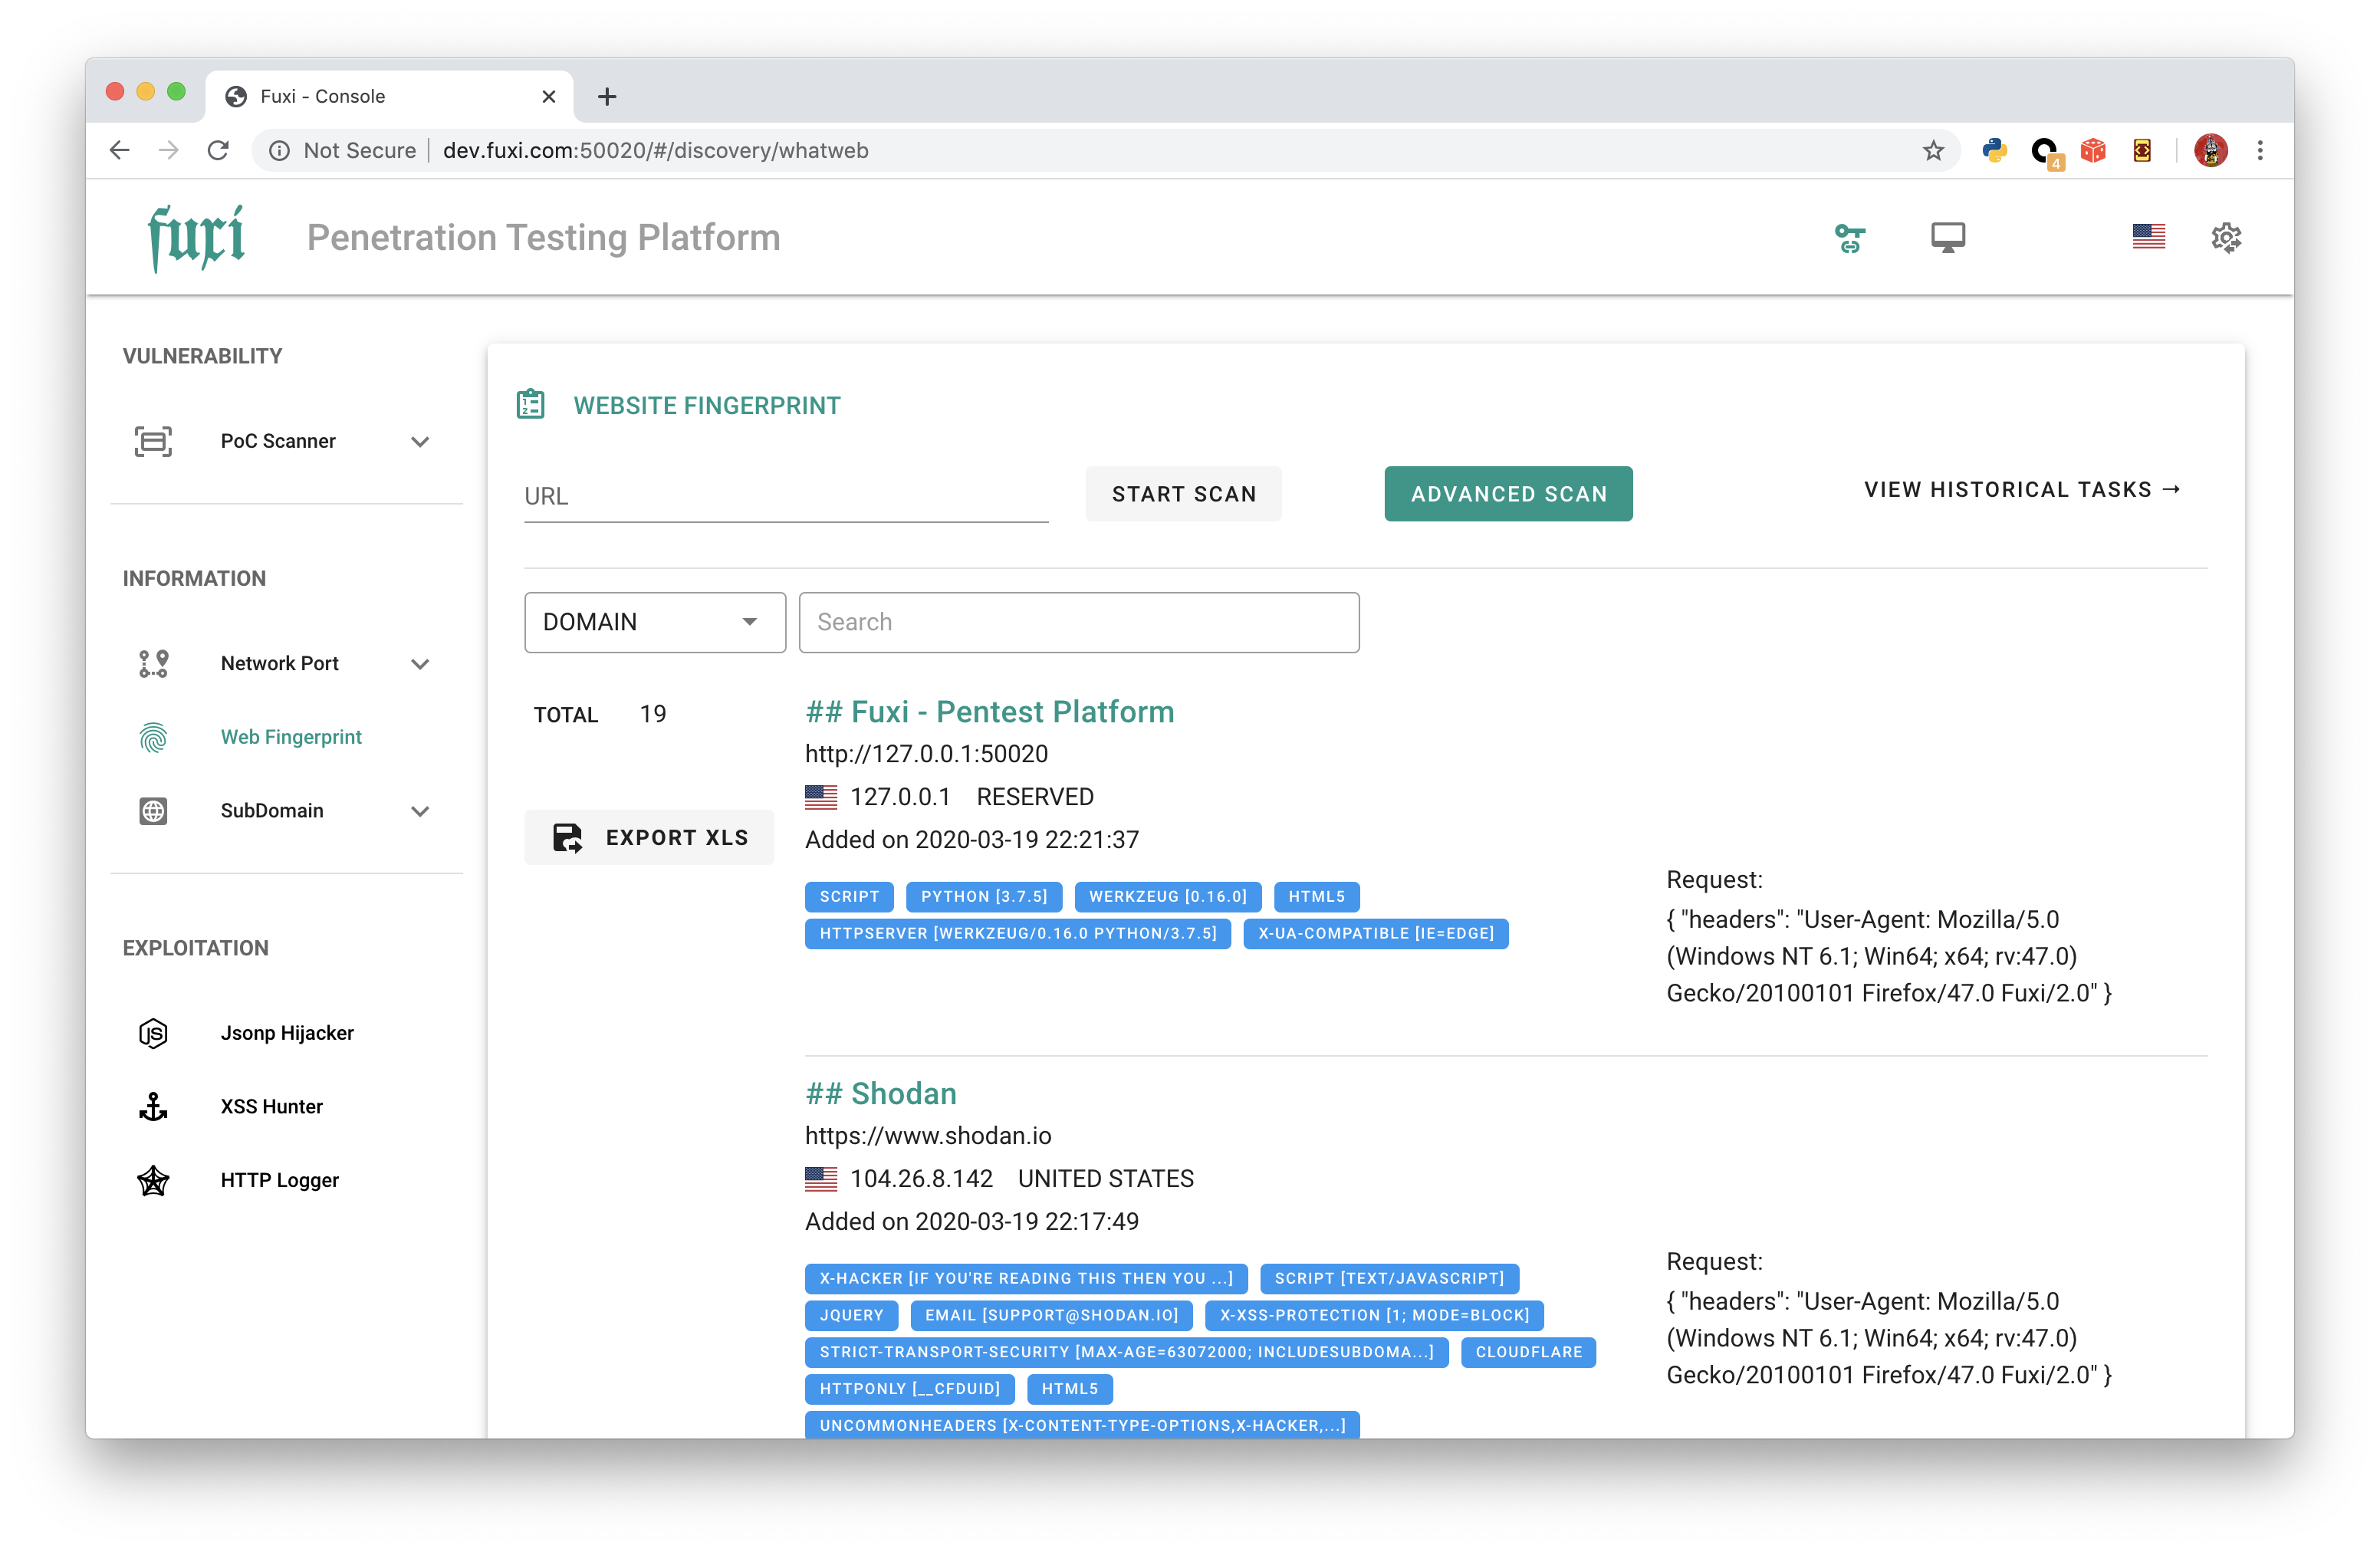 Fuxi - Console
Not Secure dev.fuxi.com:50020/#/discovery/whatweb
4
fuxi Penetration Testing Platform
VULNERABILITY
PoC Scanner
INFORMATION
Network Port
Web Fingerprint
SubDomain
EXPLOITATION
Jsonp Hijacker
XSS Hunter
HTTP Logger
WEBSITE FINGERPRINT
URL START SCAN ADVANCED SCAN VIEW HISTORICAL TASKS →
DOMAIN Search
TOTAL 19
EXPORT XLS
## Fuxi - Pentest Platform
http://127.0.0.1:50020
127.0.0.1 RESERVED
Added on 2020-03-19 22:21:37
SCRIPT PYTHON [3.7.5] WERKZEUG [0.16.0] HTML5
HTTPSERVER [WERKZEUG/0.16.0 PYTHON/3.7.5] X-UA-COMPATIBLE [IE=EDGE]
Request:
{ "headers": "User-Agent: Mozilla/5.0
(Windows NT 6.1; Win64; x64; rv:47.0)
Gecko/20100101 Firefox/47.0 Fuxi/2.0" }
## Shodan
https://www.shodan.io
104.26.8.142 UNITED STATES
Added on 2020-03-19 22:17:49
X-HACKER [IF YOU'RE READING THIS THEN YOU ...] SCRIPT [TEXT/JAVASCRIPT]
JQUERY EMAIL [SUPPORT@SHODAN.IO] X-XSS-PROTECTION [1; MODE=BLOCK]
STRICT-TRANSPORT-SECURITY [MAX-AGE=63072000; INCLUDESUBDOMA...] CLOUDFLARE
HTTPONLY [__CFDUID] HTML5
UNCOMMONHEADERS [X-CONTENT-TYPE-OPTIONS,X-HACKER,...]
Request:
{ "headers": "User-Agent: Mozilla/5.0
(Windows NT 6.1; Win64; x64; rv:47.0)
Gecko/20100101 Firefox/47.0 Fuxi/2.0" }